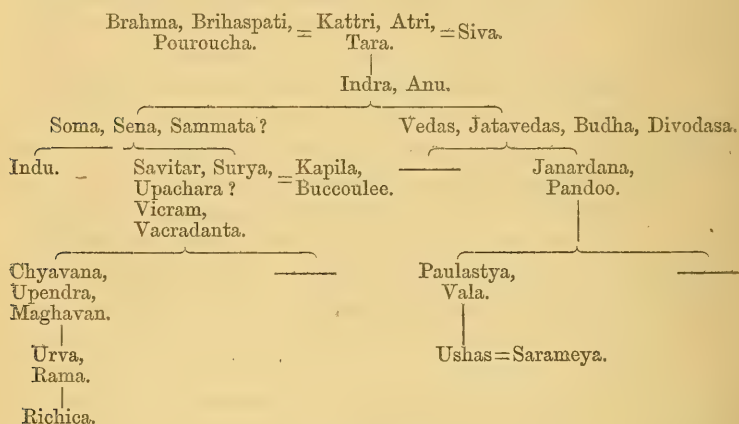 Brahma, Brihaspati, = Kattri, Atri, = Siva.
Pouroucha. Tara.
Indra, Anu.
Soma, Sena, Sammata? Vedas, Jatavedas, Budha, Divodasa.
Indu. Savitar, Surya, = Kapila, Janardana,
Upachara? Buccoulee. Pandoo.
Vicram,
Vacradanta.
Chyavana, Paulastya,
Upendra, Vala.
Maghavan.
Urva, Ushas=Sarameya.
Rama.
Richica.